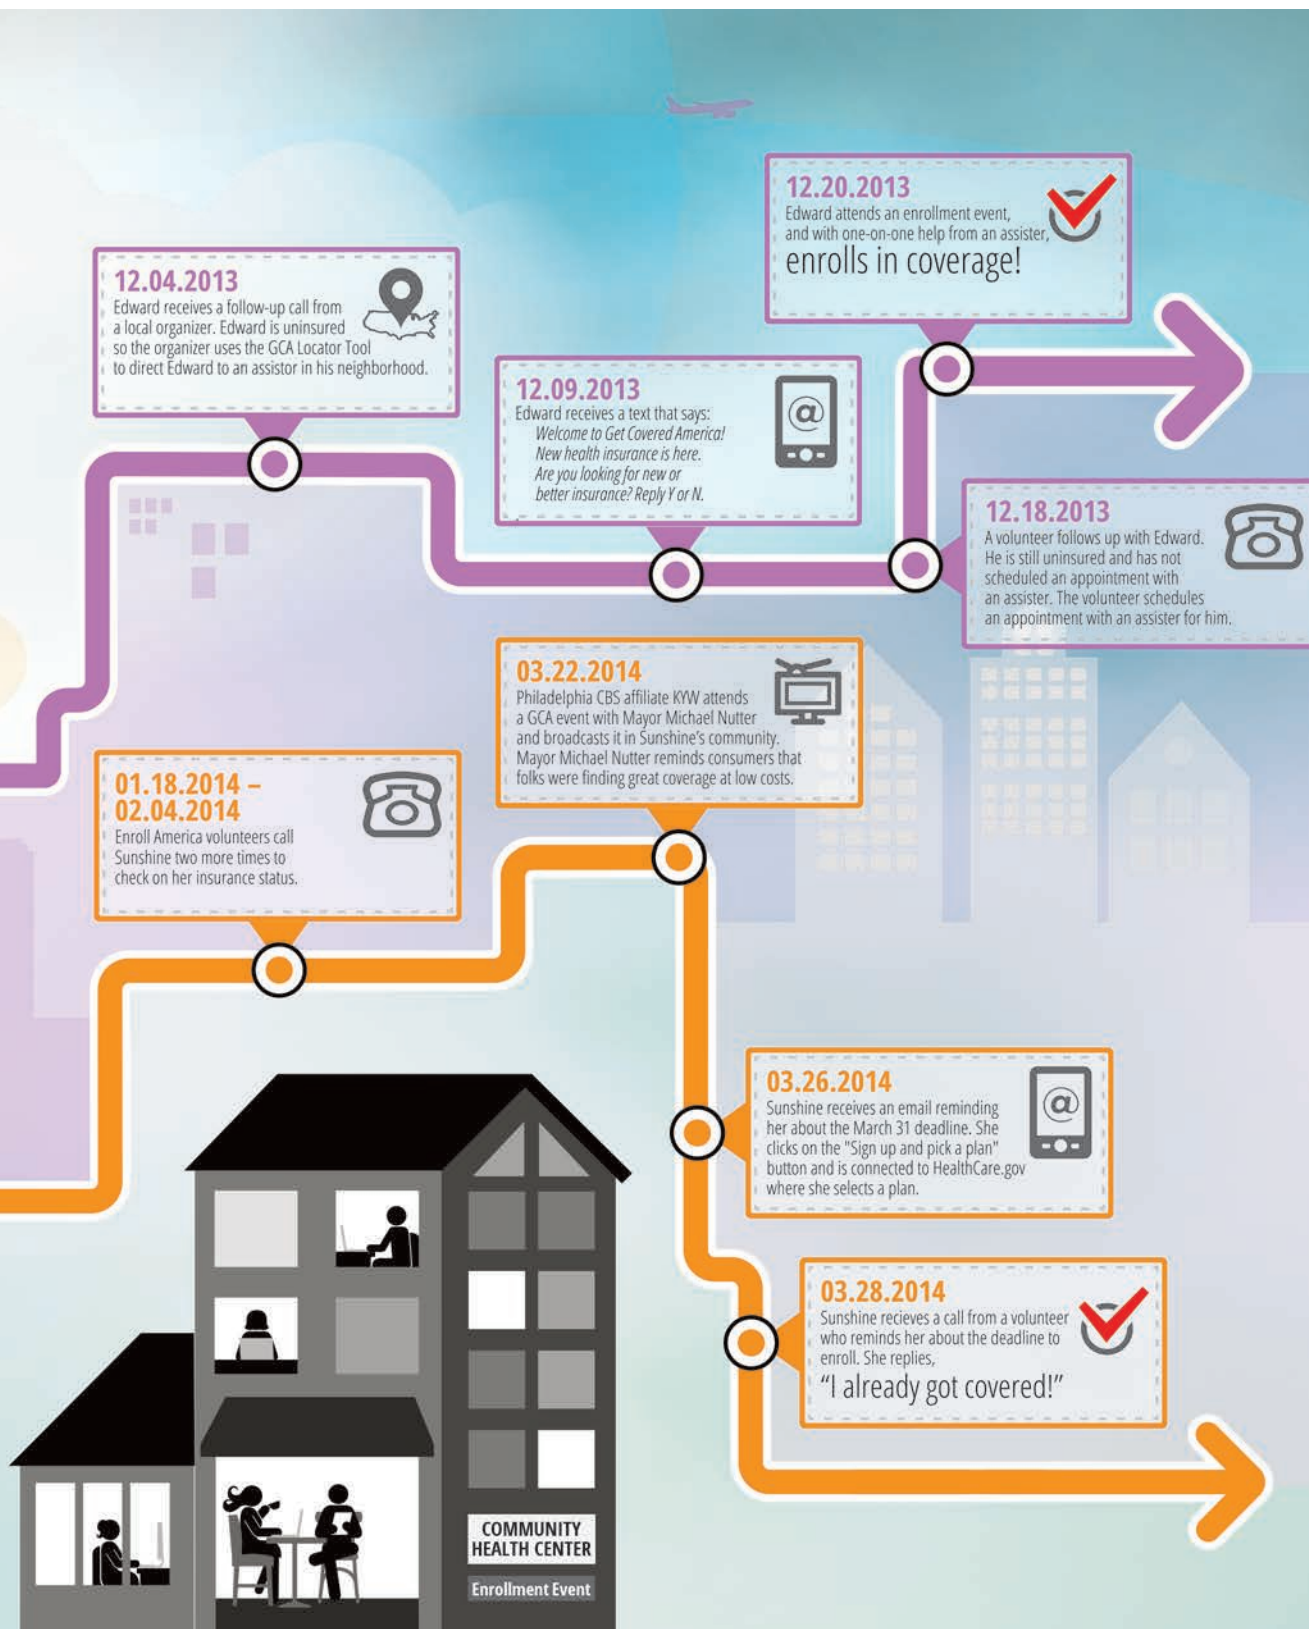 12.20.2013
Edward attends an enrollment event,
and with one-on-one help from an assister,
enrolls in coverage!
12.04.2013
Edward receives a follow-up call from
a local organizer. Edward is uninsured
so the organizer uses the GCA Locator Tool
to direct Edward to an assistor in his neighborhood.
12.09.2013
Edward receives a text that says:
Welcome to Get Covered America!
New health insurance is here.
Are you looking for new or
better insurance? Reply Y or N.
@
12.18.2013
A volunteer follows up with Edward.
He is still uninsured and has not
scheduled an appointment with
an assister. The volunteer schedules
an appointment with an assister for him.
03.22.2014
Philadelphia CBS affiliate KYW attends
a GCA event with Mayor Michael Nutter
and broadcasts it in Sunshine's community.
Mayor Michael Nutter reminds consumers that
folks were finding great coverage at low costs.
01.18.2014 –
02.04.2014
Enroll America volunteers call
Sunshine two more times to
check on her insurance status.
03.26.2014
Sunshine receives an email reminding
her about the March 31 deadline. She
clicks on the "Sign up and pick a plan"
button and is connected to HealthCare.gov
where she selects a plan.
@
03.28.2014
Sunshine recieves a call from a volunteer
who reminds her about the deadline to
enroll. She replies,
“I already got covered!”
COMMUNITY
HEALTH CENTER
Enrollment Event